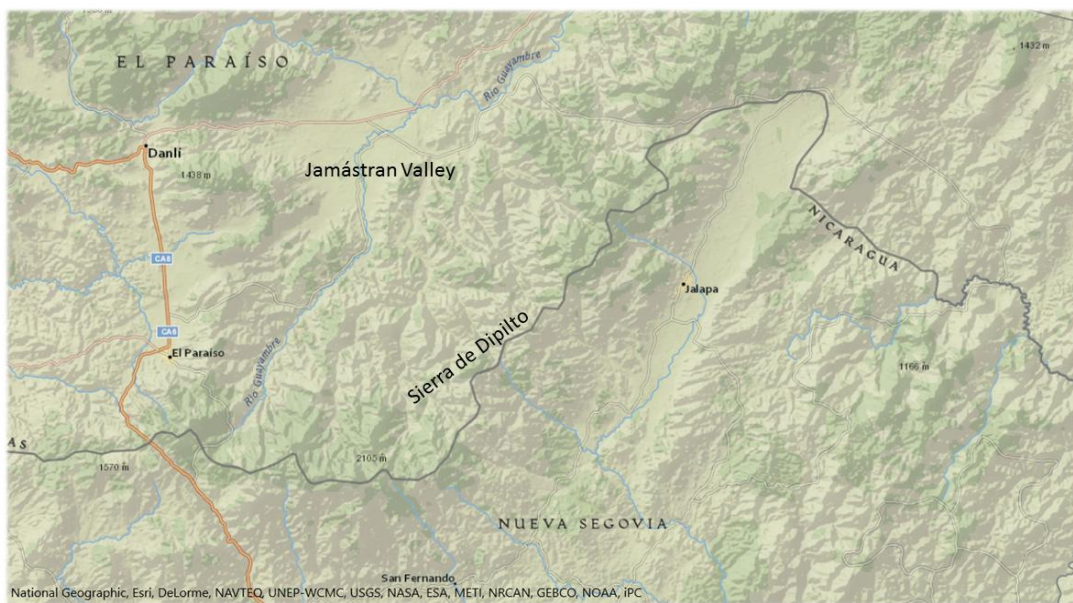 1432 m
EL PARAÍSO
Río Guayambre
Danlí
Jamástran Valley
1438 m
NICARAGUA
CA6
Jalapa
Sierra de Dipilto
CA6
El Paraíso
1166 m
Río Guayambre
AS
2105 m
1570 m
NUEVA SEGOVIA
San Fernando
National Geographic, Esri, DeLorme, NAVTEQ, UNEP-WCMC, USGS, NASA, ESA, METI, NRCAN, GEBCO, NOAA, iPC